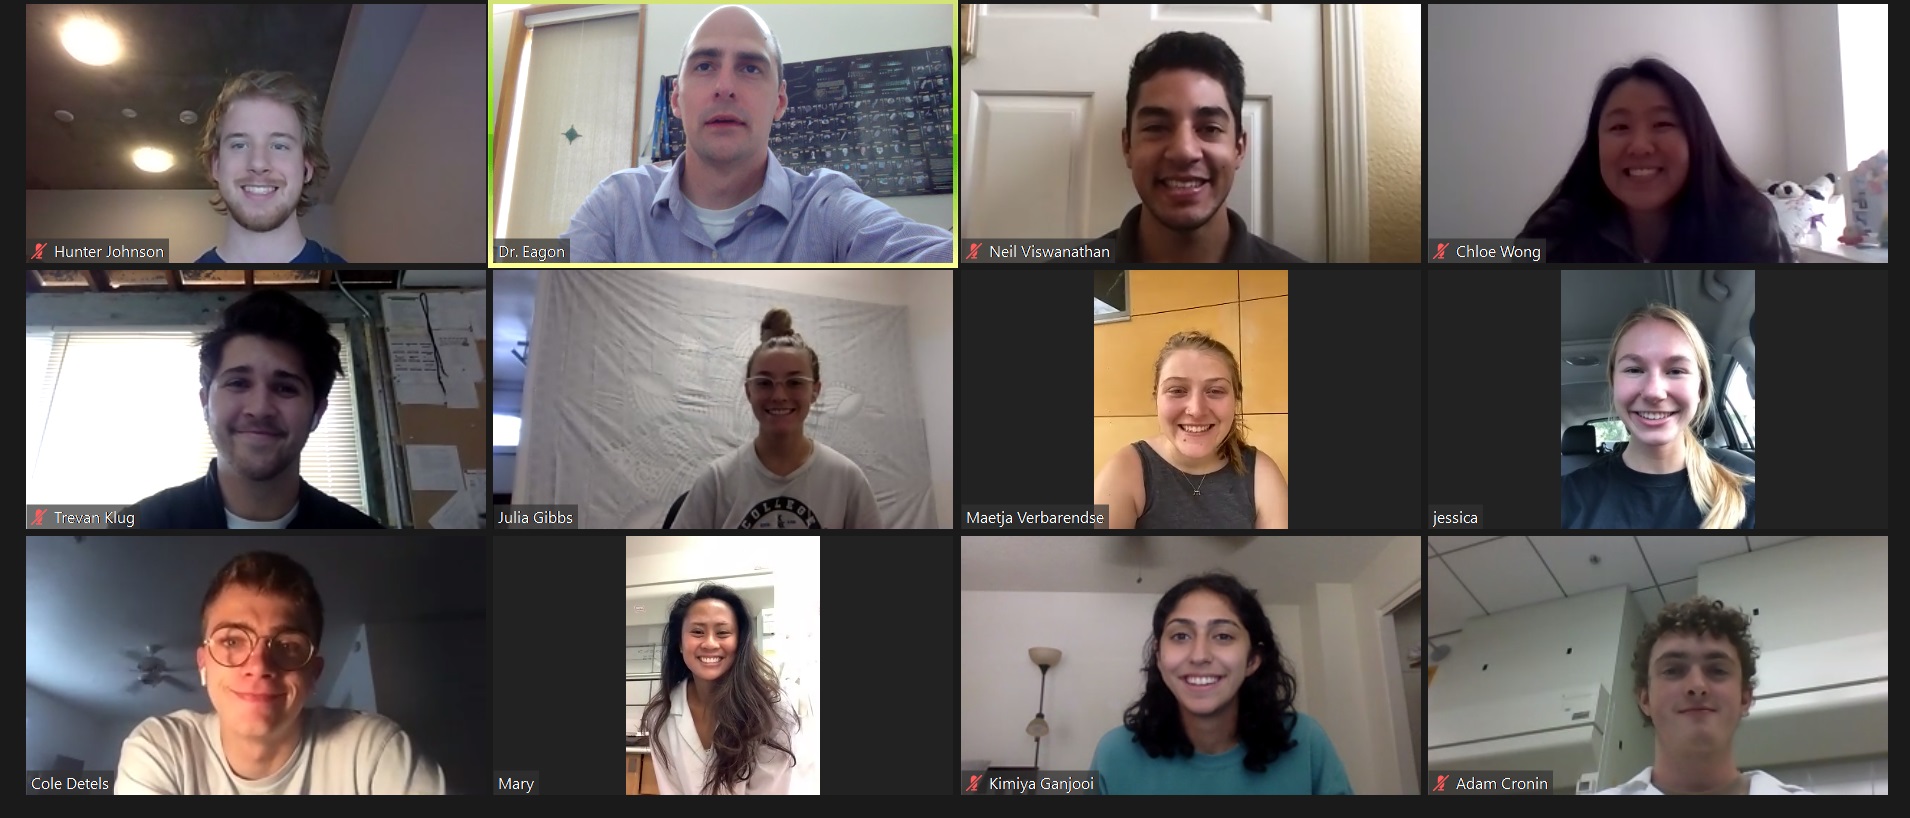 Hunter Johnson
Dr. Eagon
Neil Viswanathan
Chloe Wong
Trevan Klug
Julia Gibbs
COLLEGE
Maetja Verbarendse
jessica
Cole Detels
Mary
Kimiya Ganjooi
Adam Cronin